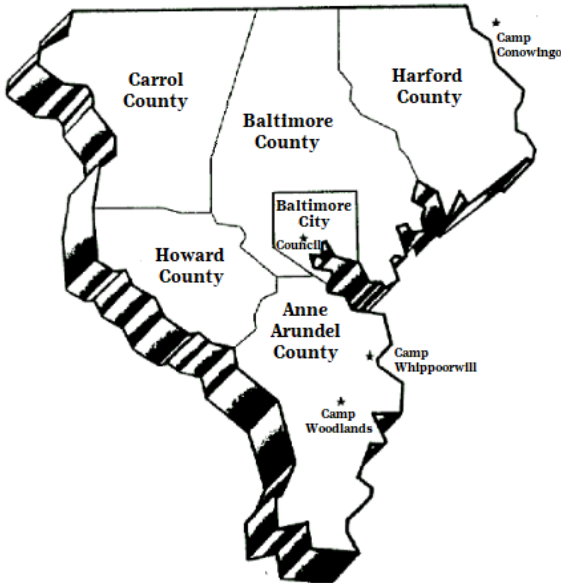 Camp
Conowingo
Carrol
County
Harford
County
Baltimore
County
Baltimore
City
Council
Howard
County
Anne
Arundel
County
Camp
Whippoorwill
Camp
Woodlands